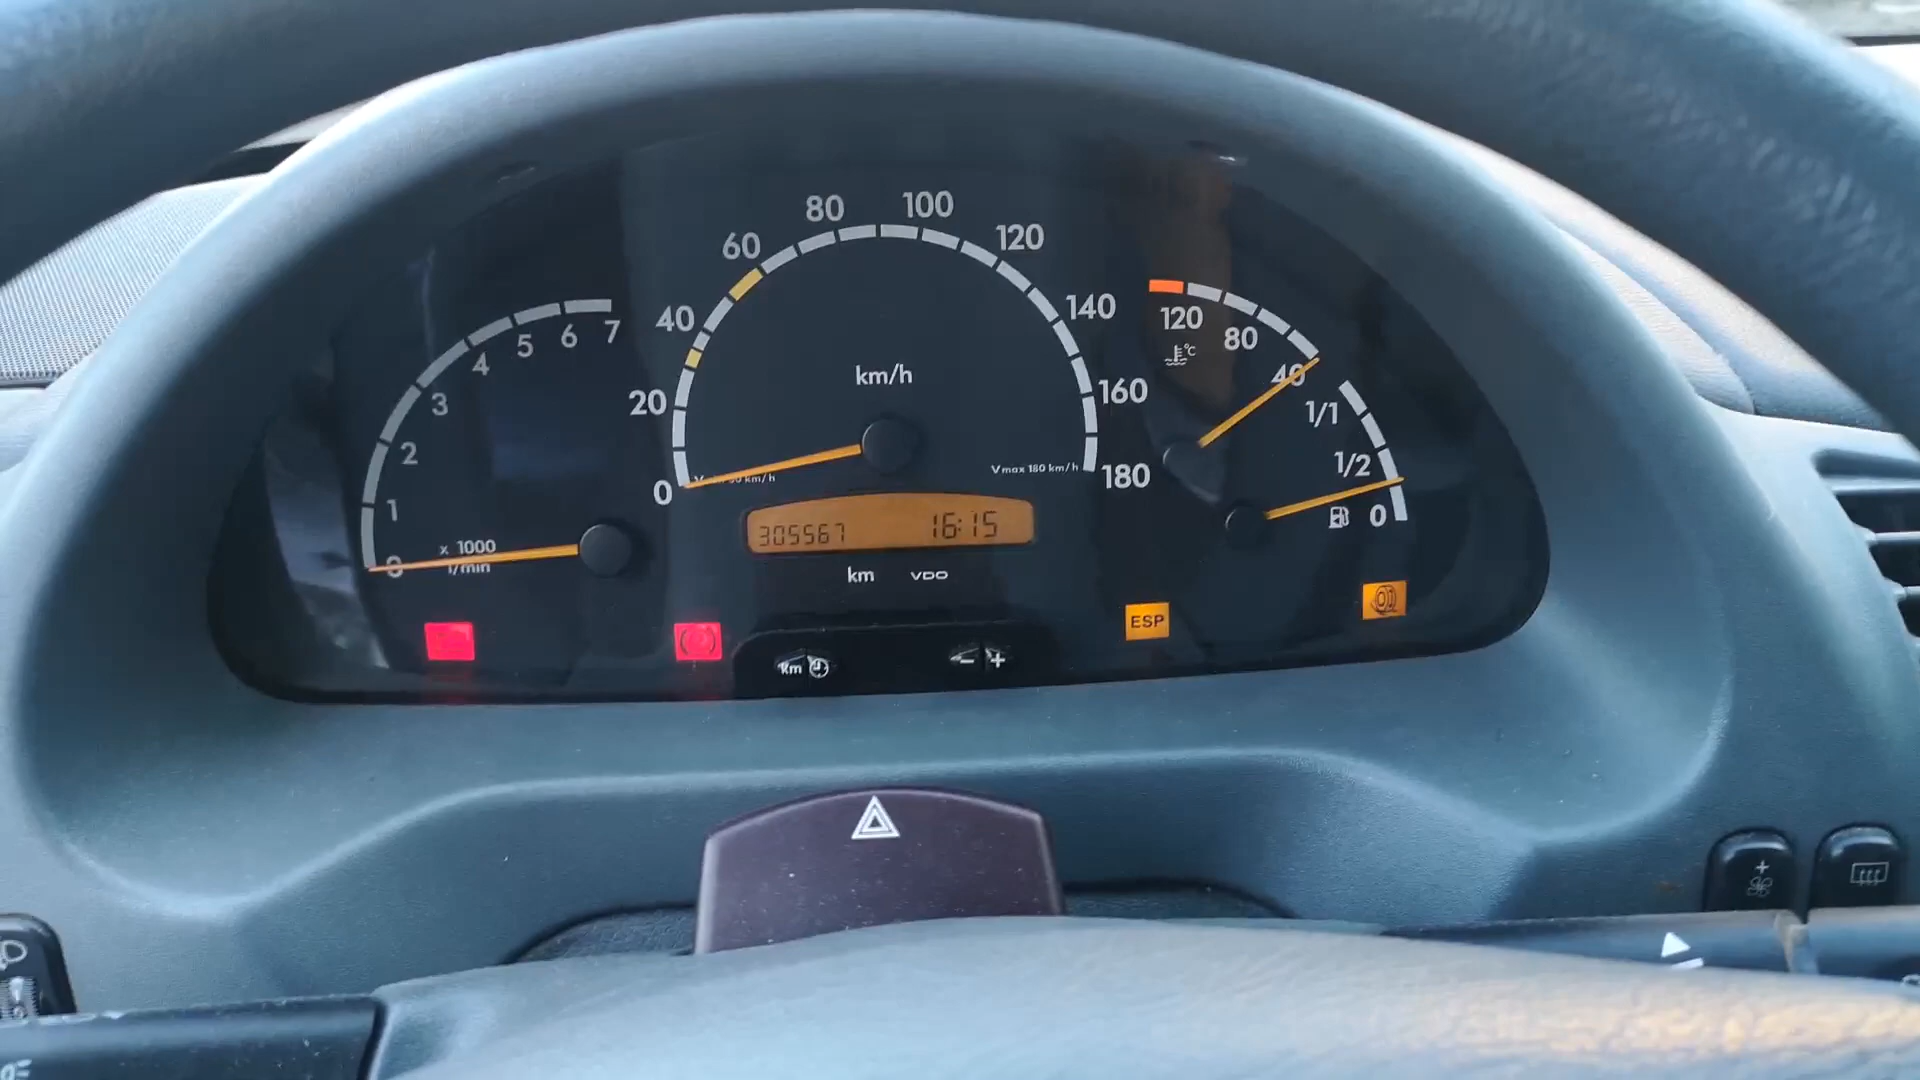 80 100
60 120
40 140
20 160
0 180
km/h
Vmax 180 km/h
7
6
5
4
3
2
1
0
x 1000
1/min
120
°C
80
40
1/1
1/2
0
305567 16:15
km VDO
ESP
km
- +
+